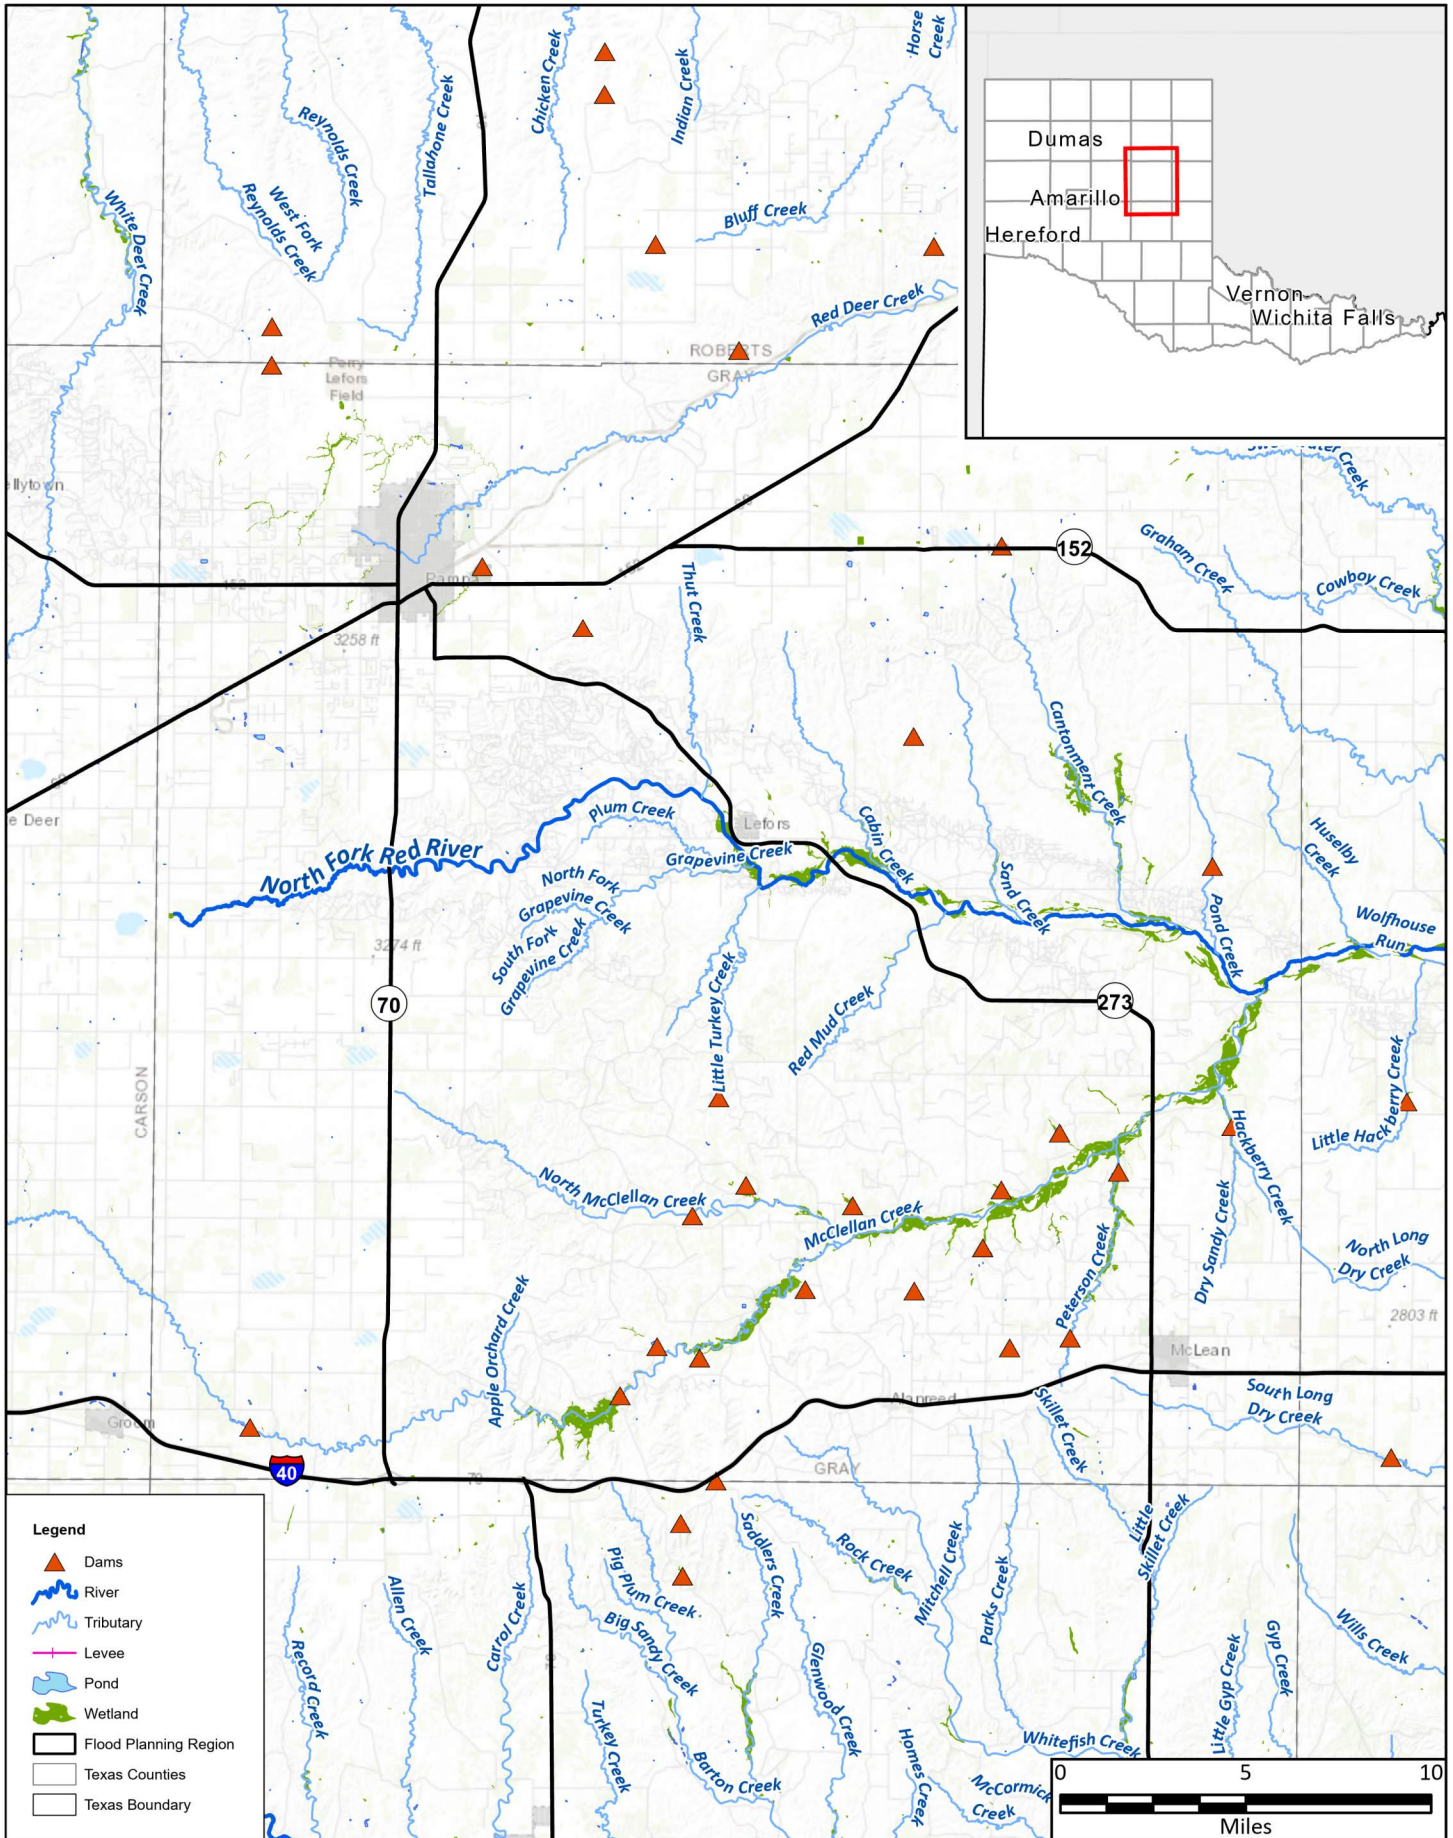 Horse
Creek
Chicken Creek
Indian Creek
Tallahone Creek
Reynolds Creek
West Fork
Reynolds Creek
White Deer Creek
Bluff Creek
Red Deer Creek
ROBERTS
GRAY
Perry
Lefors
Field
Dumas
Amarillo
Hereford
Vernon
Wichita Falls
llytown
Pampa
152
3258 ft
152
Graham Creek
Cowboy Creek
Thut Creek
e Deer
Cantonment Creek
Plum Creek
Lefors
North Fork Red River
Grapevine Creek
Cabin Creek
Huselby
Creek
North Fork
Grapevine Creek
South Fork
Grapevine Creek
Sand Creek
Pond Creek
Wolfhouse
Run
3274 ft
70
Little Turkey Creek
Red Mud Creek
273
CARSON
Little Hackberry Creek
Hackberry Creek
North McClellan Creek
McClellan Creek
Dry Sandy Creek
North Long
Dry Creek
Peterson Creek
Apple Orchard Creek
2803 ft
McLean
Alanreed
South Long
Dry Creek
Groom
Skillet Creek
40
GRAY
Little
Skillet Creek
Saddlers Creek
Rock Creek
Mitchell Creek
Parks Creek
Pig Plum Creek
Big Sandy Creek
Carrol Creek
Allen Creek
Record Creek
Turkey Creek
Glenwood Creek
Barton Creek
Homes Creek
Whitefish Creek
McCormick
Creek
Little Gyp Creek
Gyp Creek
Wills Creek
Legend
Dams
River
Tributary
Levee
Pond
Wetland
Flood Planning Region
Texas Counties
Texas Boundary
0 5 10
Miles